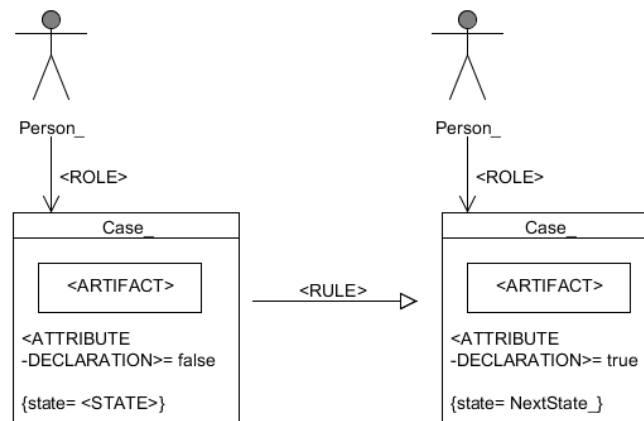 Person_
<ROLE>
Case_
<ARTIFACT>
<ATTRIBUTE
-DECLARATION>= false
{state= <STATE>}
<RULE>
Person_
<ROLE>
Case_
<ARTIFACT>
<ATTRIBUTE
-DECLARATION>= true
{state= NextState_}